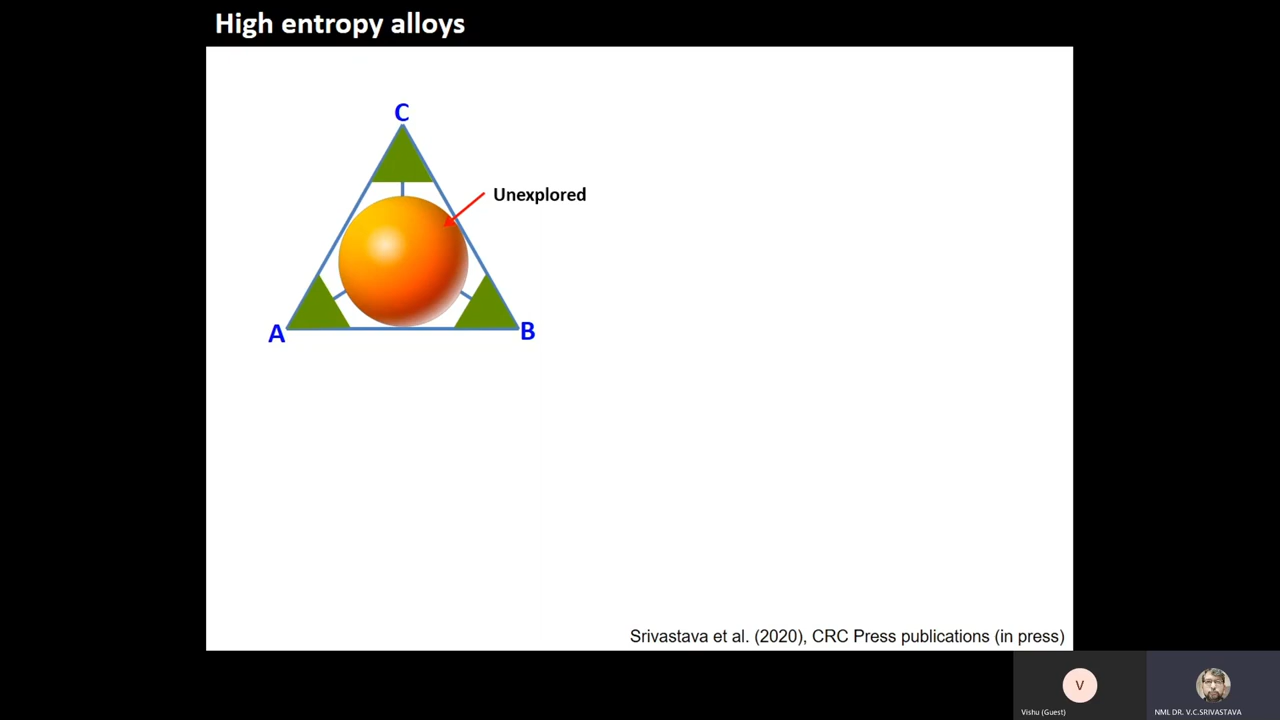 High entropy alloys
C
Unexplored
A
B
Srivastava et al. (2020), CRC Press publications (in press)
V
Vishu (Guest)
NML DR. V.C.SRIVASTAVA